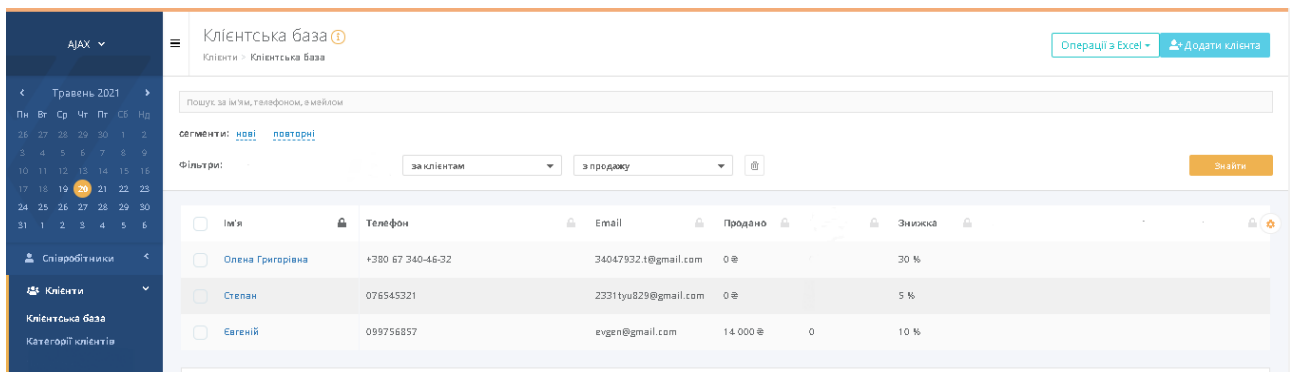 AJAX
Клієнтська база
Клієнти > Клієнтська база
Операції з Excel
Додати клієнта
Травень 2021
Пн Вт Ср Чт Пт Сб Нд
26 27 28 29 30 1 2
3 4 5 6 7 8 9
10 11 12 13 14 15 16
17 18 19 20 21 22 23
24 25 26 27 28 29 30
31 1 2 3 4 5 6
Співробітники
Клієнти
Клієнтська база
Категорії клієнтів
Пошук за ім'ям, телефоном, емейлом
сегменти: нові повторні
Фільтри: за клієнтам з продажу
Знайти
Ім'я Телефон Email Продано Знижка
Олена Григорівна +380 67 340-46-32 34047932.t@gmail.com 0 ₴ 30 %
Степан 076545321 2331tyu829@gmail.com 0 ₴ 5 %
Євгеній 099756857 evgen@gmail.com 14 000 ₴ 0 10 %